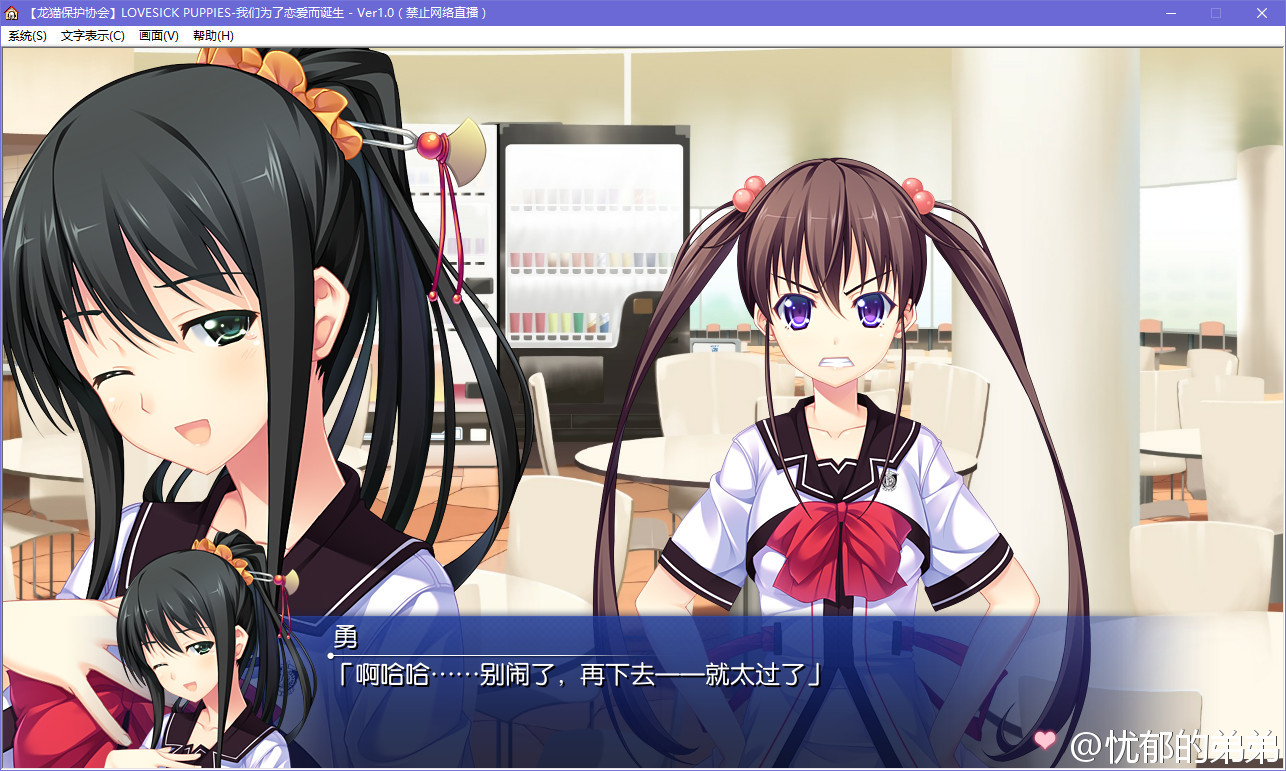 【龙猫保护协会】LOVESICK PUPPIES-我们为了恋爱而诞生 - Ver1.0 ( 禁止网络直播 )
系统(S) 文字表示(C) 画面(V) 帮助(H)
勇
「啊哈哈……别闹了，再下去——就太过了」
@忧郁的弟弟